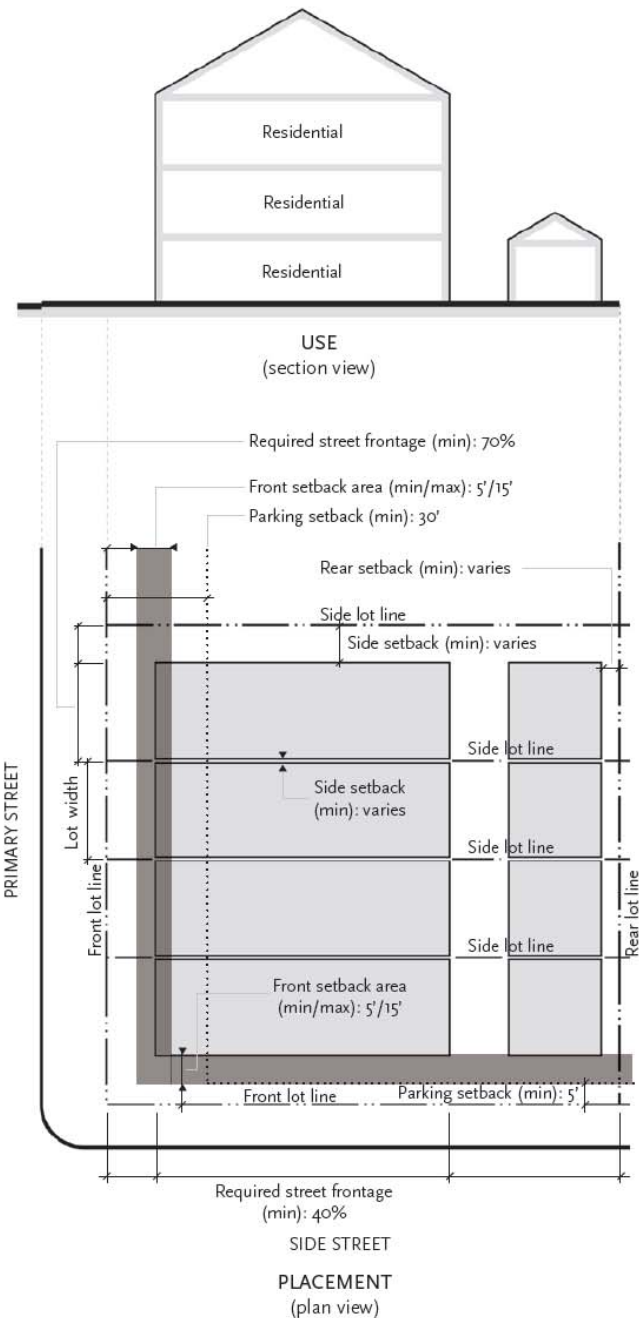 Residential
Residential
Residential
USE
(section view)
Required street frontage (min): 70%
Front setback area (min/max): 5'/15'
Parking setback (min): 30'
Rear setback (min): varies
Side lot line
Side setback (min): varies
Side lot line
Side setback
(min): varies
Lot width
PRIMARY STREET
Side lot line
Front lot line
Rear lot line
Side lot line
Front setback area
(min/max): 5'/15'
Front lot line
Parking setback (min): 5'
Required street frontage
(min): 40%
SIDE STREET
PLACEMENT
(plan view)